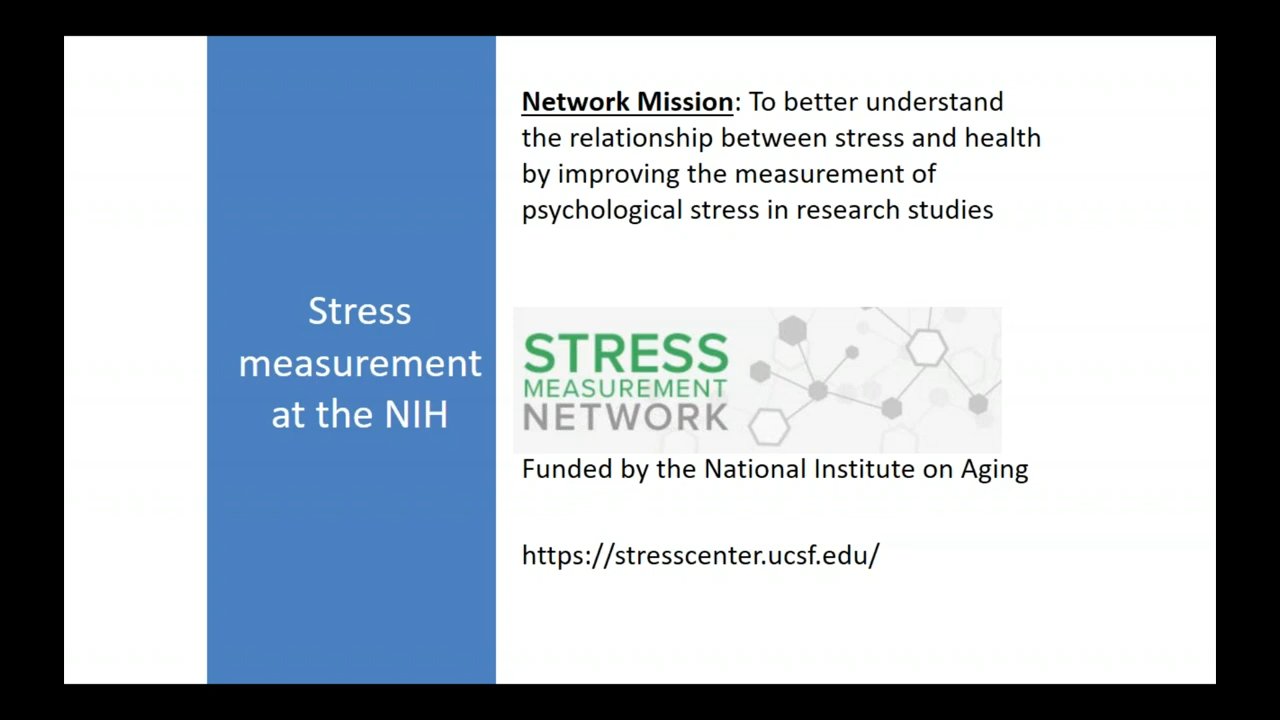 Stress
measurement
at the NIH
Network Mission: To better understand
the relationship between stress and health
by improving the measurement of
psychological stress in research studies
STRESS
MEASUREMENT
NETWORK
Funded by the National Institute on Aging
https://stresscenter.ucsf.edu/